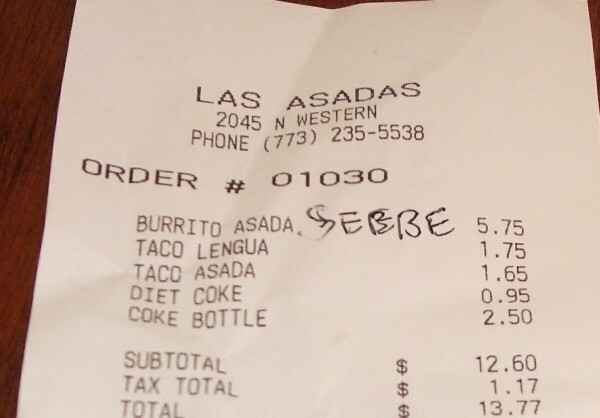 LAS ASADAS
2045 N WESTERN
PHONE (773) 235-5538
ORDER # 01030
BURRITO ASADA SEBBE 5.75
TACO LENGUA 1.75
TACO ASADA 1.65
DIET COKE 0.95
COKE BOTTLE 2.50
SUBTOTAL $ 12.60
TAX TOTAL $ 1.17
TOTAL $ 13.77